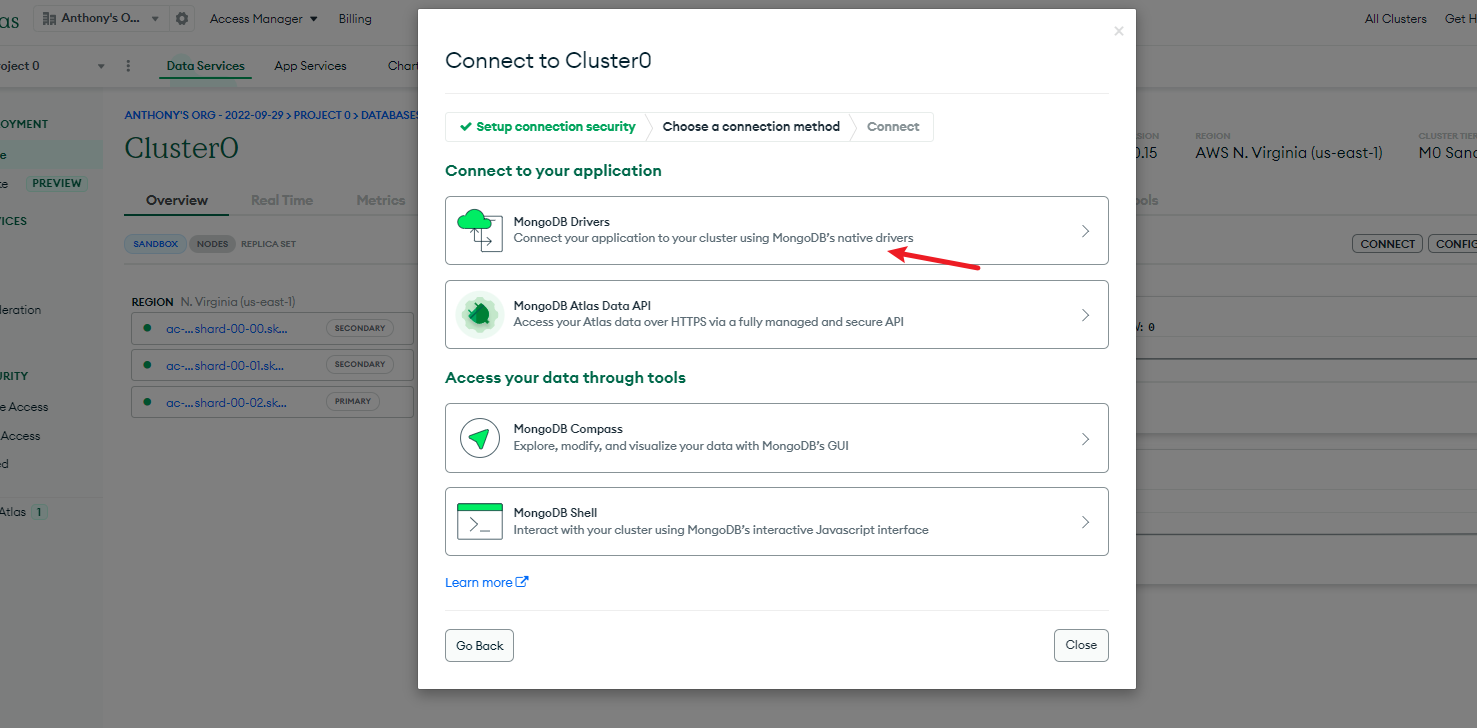 as
Anthony's O...
Access Manager
Billing
All Clusters
Get H
oject 0
Data Services
App Services
Chart
OYMENT
e
te PREVIEW
ICES
leration
JRITY
e Access
Access
ed
Atlas 1
ANTHONY'S ORG - 2022-09-29 > PROJECT 0 > DATABASES
Cluster0
Overview
Real Time
Metrics
SANDBOX
NODES
REPLICA SET
REGION N. Virginia (us-east-1)
ac-...shard-00-00.sk... SECONDARY
ac-...shard-00-01.sk... SECONDARY
ac-...shard-00-02.sk... PRIMARY
×
Connect to Cluster0
✔ Setup connection security
Choose a connection method
Connect
Connect to your application
MongoDB Drivers
Connect your application to your cluster using MongoDB's native drivers
MongoDB Atlas Data API
Access your Atlas data over HTTPS via a fully managed and secure API
Access your data through tools
MongoDB Compass
Explore, modify, and visualize your data with MongoDB's GUI
MongoDB Shell
Interact with your cluster using MongoDB's interactive Javascript interface
Learn more
Go Back
Close
SION
0.15
REGION
AWS N. Virginia (us-east-1)
CLUSTER TIER
M0 Sand
ools
CONNECT
CONFIG
: 0